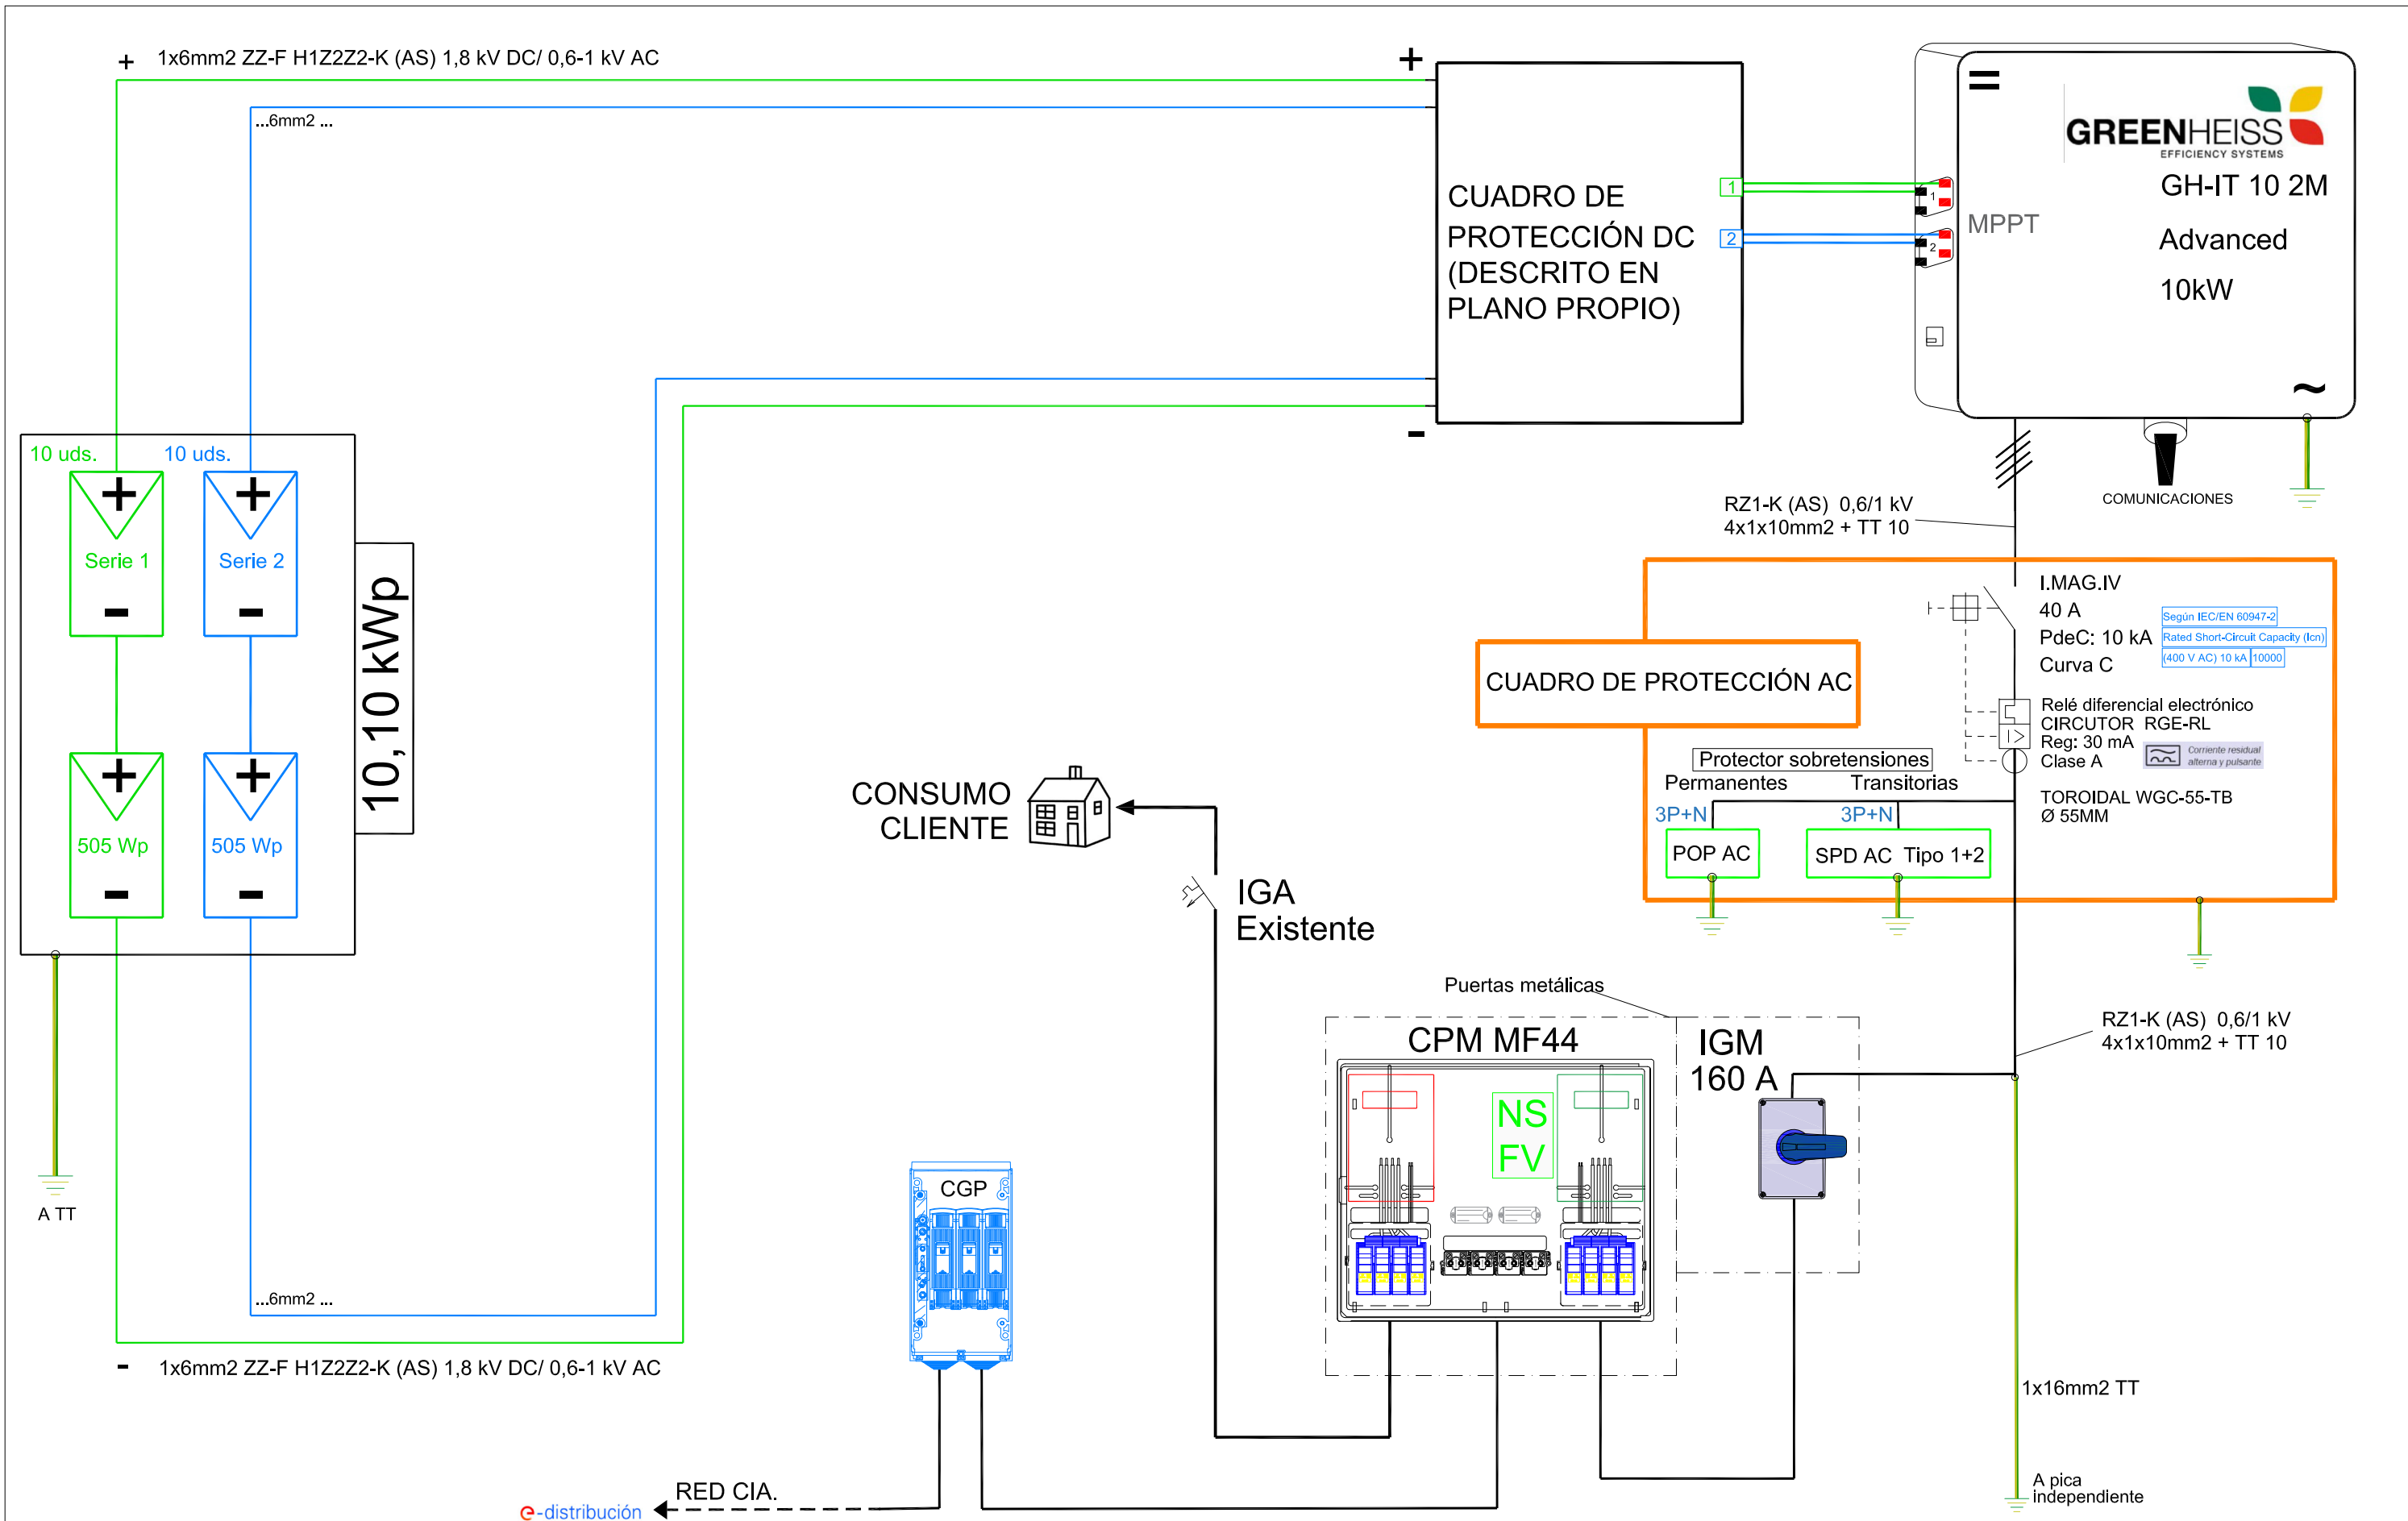 + 1x6mm2 ZZ-F H1Z2Z2-K (AS) 1,8 kV DC/ 0,6-1 kV AC
...6mm2 ...
+
CUADRO DE
PROTECCIÓN DC
(DESCRITO EN
PLANO PROPIO)
-
1
2
=
GREENHEISS
EFFICIENCY SYSTEMS
GH-IT 10 2M
Advanced
10kW
MPPT
1
2
~
COMUNICACIONES
10 uds.
10 uds.
+
+
Serie 1
Serie 2
-
-
+
+
505 Wp
505 Wp
-
-
10,10 kWp
A TT
...6mm2 ...
- 1x6mm2 ZZ-F H1Z2Z2-K (AS) 1,8 kV DC/ 0,6-1 kV AC
RZ1-K (AS) 0,6/1 kV
4x1x10mm2 + TT 10
CUADRO DE PROTECCIÓN AC
I.MAG.IV
40 A
PdeC: 10 kA
Curva C
Según IEC/EN 60947-2
Rated Short-Circuit Capacity (Icn)
(400 V AC) 10 kA 10000
Relé diferencial electrónico
CIRCUTOR RGE-RL
Reg: 30 mA
Clase A
Corriente residual
alterna y pulsante
TOROIDAL WGC-55-TB
Ø 55MM
Protector sobretensiones
Permanentes
Transitorias
3P+N
3P+N
POP AC
SPD AC Tipo 1+2
CONSUMO
CLIENTE
IGA
Existente
Puertas metálicas
CPM MF44
IGM
160 A
NS
FV
CGP
RZ1-K (AS) 0,6/1 kV
4x1x10mm2 + TT 10
1x16mm2 TT
A pica
independiente
RED CIA.
e-distribución